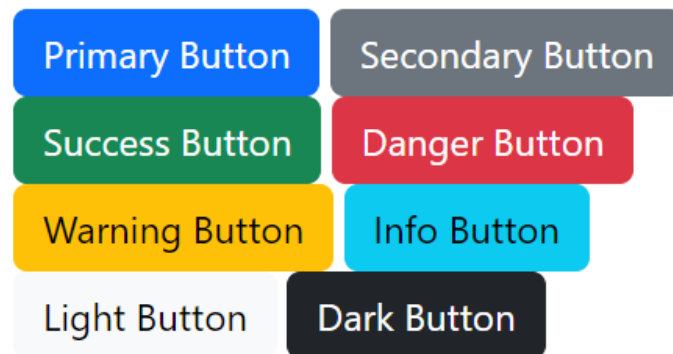 Primary Button Secondary Button
Success Button Danger Button
Warning Button Info Button
Light Button Dark Button